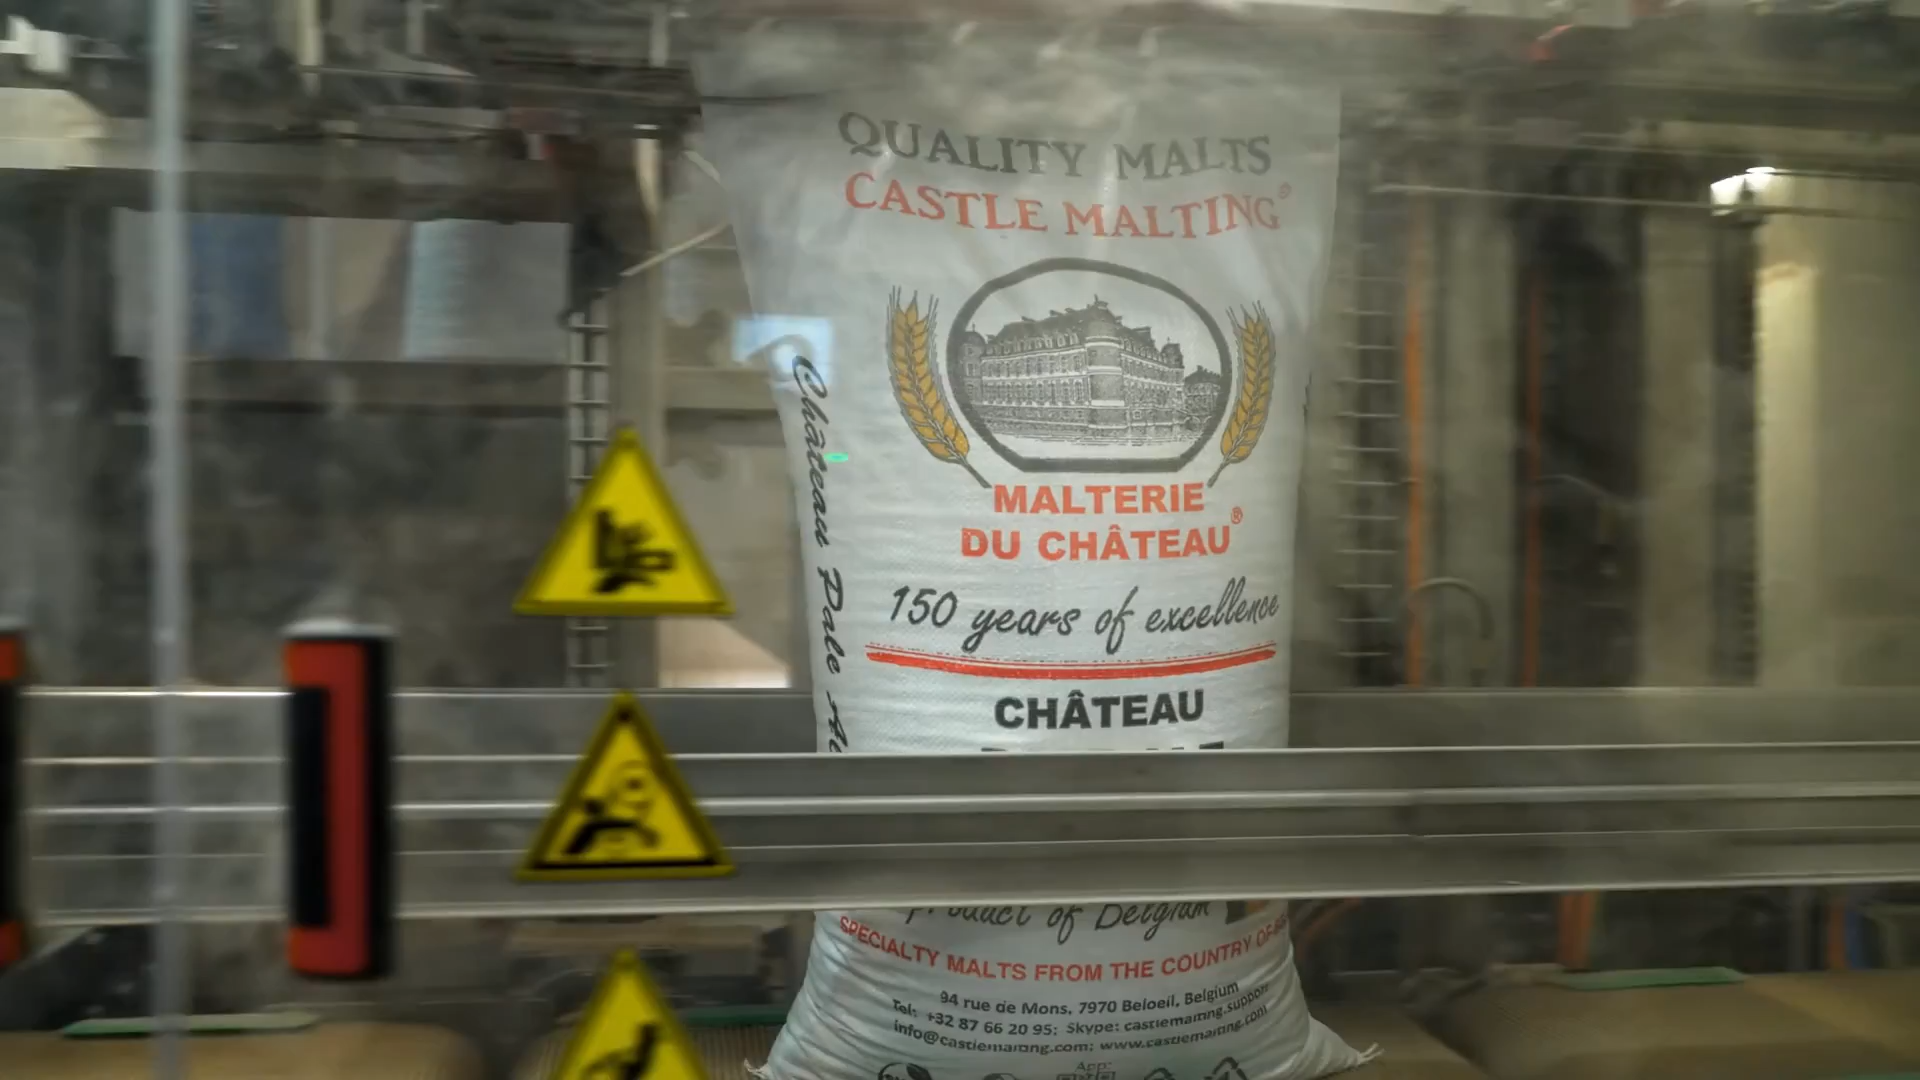 QUALITY MALTS
CASTLE MALTING®
MALTERIE
DU CHÂTEAU®
150 years of excellence
CHÂTEAU
Château Pale
Product of Belgium
SPECIALTY MALTS FROM THE COUNTRY OF
94 rue de Mons, 7970 Beloeil, Belgium
Tel: +32 87 66 20 95; Skype: castlemalting.support
info@castlemalting.com; www.castlemalting.com
App: